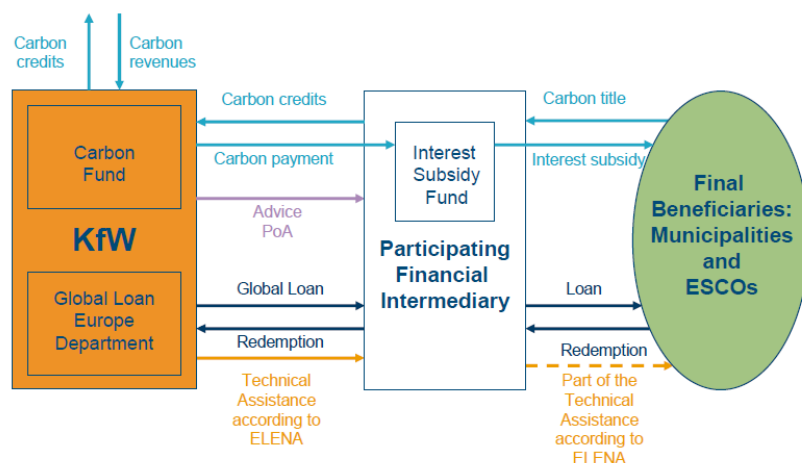 Carbon
credits
Carbon
revenues
Carbon
Fund
KfW
Global Loan
Europe
Department
Carbon credits
Carbon payment
Advice
PoA
Global Loan
Redemption
Technical
Assistance
according to
ELENA
Interest
Subsidy
Fund
Participating
Financial
Intermediary
Carbon title
Interest subsidy
Loan
Redemption
Part of the
Technical
Assistance
according to
ELENA
Final
Beneficiaries:
Municipalities
and
ESCOs